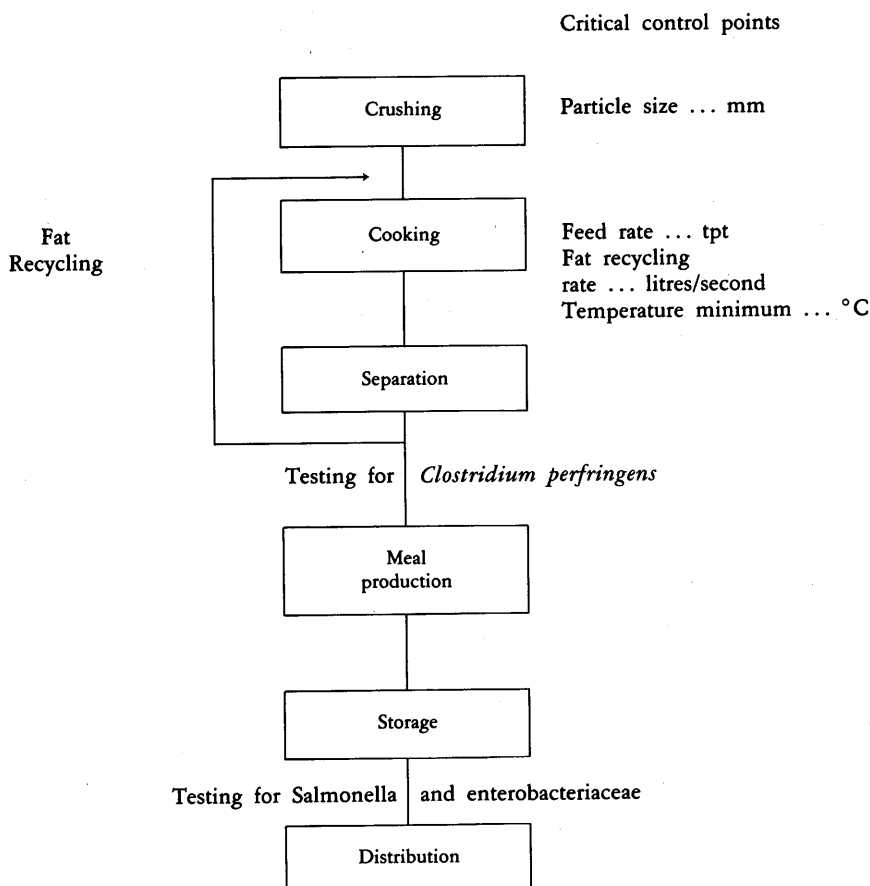 Critical control points
Crushing
Particle size ... mm
Fat
Recycling
Cooking
Feed rate ... tpt
Fat recycling
rate ... litres/second
Temperature minimum ... °C
Separation
Testing for Clostridium perfringens
Meal
production
Storage
Testing for Salmonella and enterobacteriaceae
Distribution